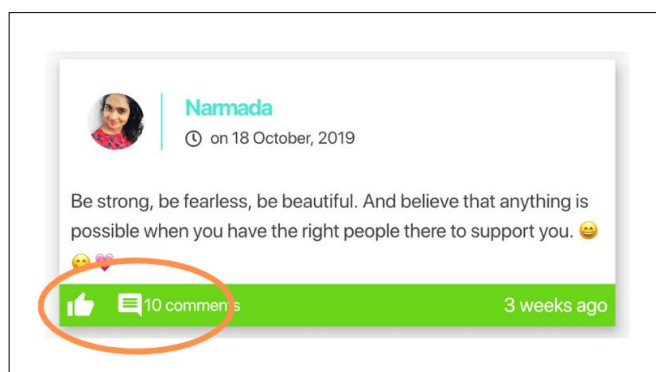 Narmada
on 18 October, 2019
Be strong, be fearless, be beautiful. And believe that anything is
possible when you have the right people there to support you. 😄
😊💗
10 comments
3 weeks ago